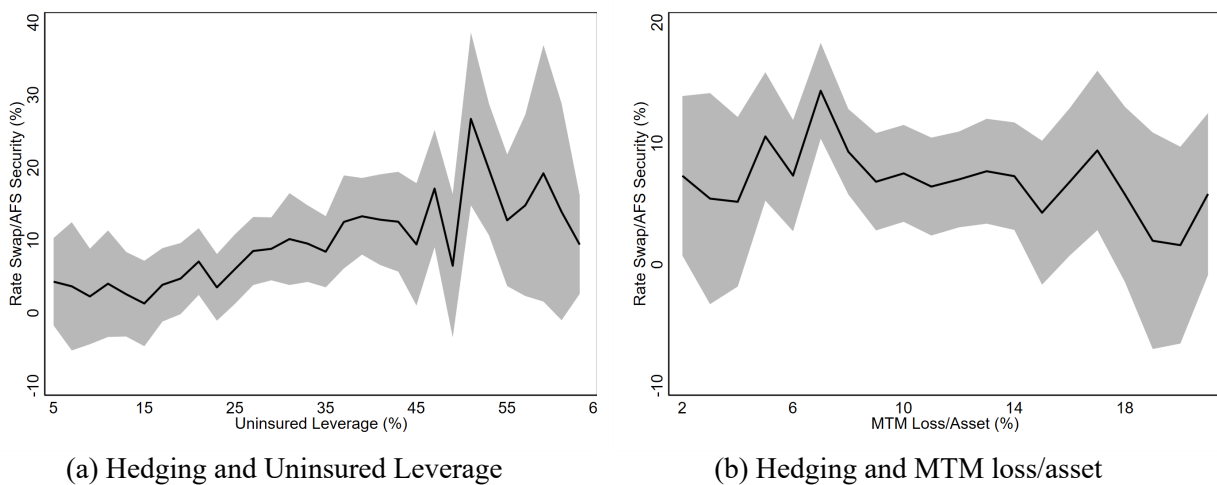 40
30
20
10
0
-10
Rate Swap/AFS Security (%)
5 15 25 35 45 55 6
Uninsured Leverage (%)
(a) Hedging and Uninsured Leverage
20
10
0
-10
Rate Swap/AFS Security (%)
2 6 10 14 18
MTM Loss/Asset (%)
(b) Hedging and MTM loss/asset